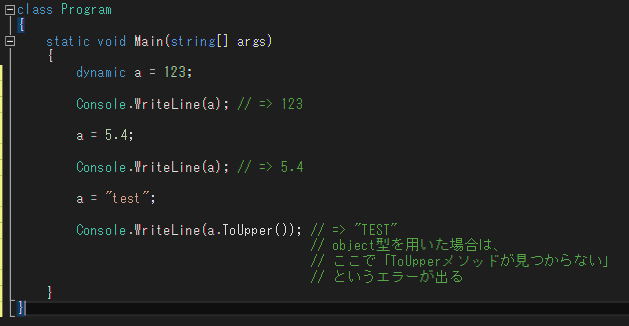 class Program
{
static void Main(string[] args)
{
dynamic a = 123;
Console.WriteLine(a); // => 123
a = 5.4;
Console.WriteLine(a); // => 5.4
a = "test";
Console.WriteLine(a.ToUpper()); // => "TEST"
// object型を用いた場合は、
// ここで「ToUpperメソッドが見つからない」
// というエラーが出る
}
}